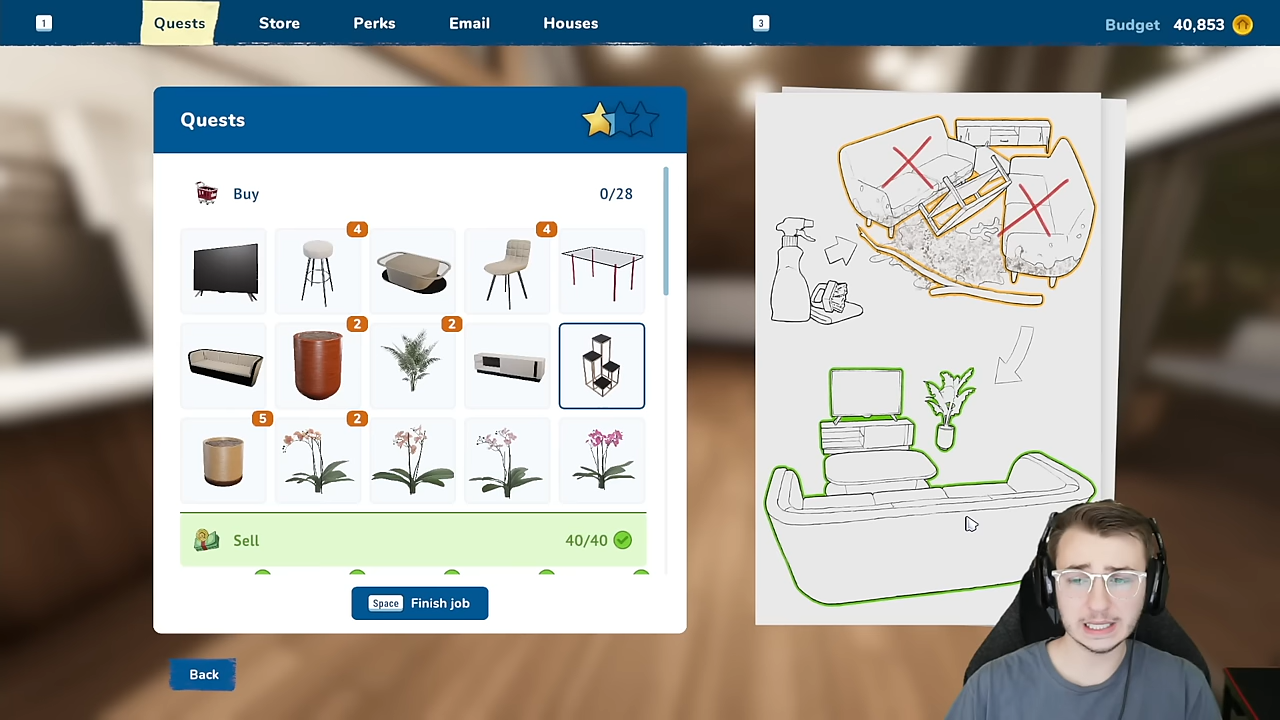 1
Quests
Store
Perks
Email
Houses
3
Budget 40,853
Quests
Buy
0/28
4
4
2
2
5
2
Sell
40/40
Space Finish job
Back